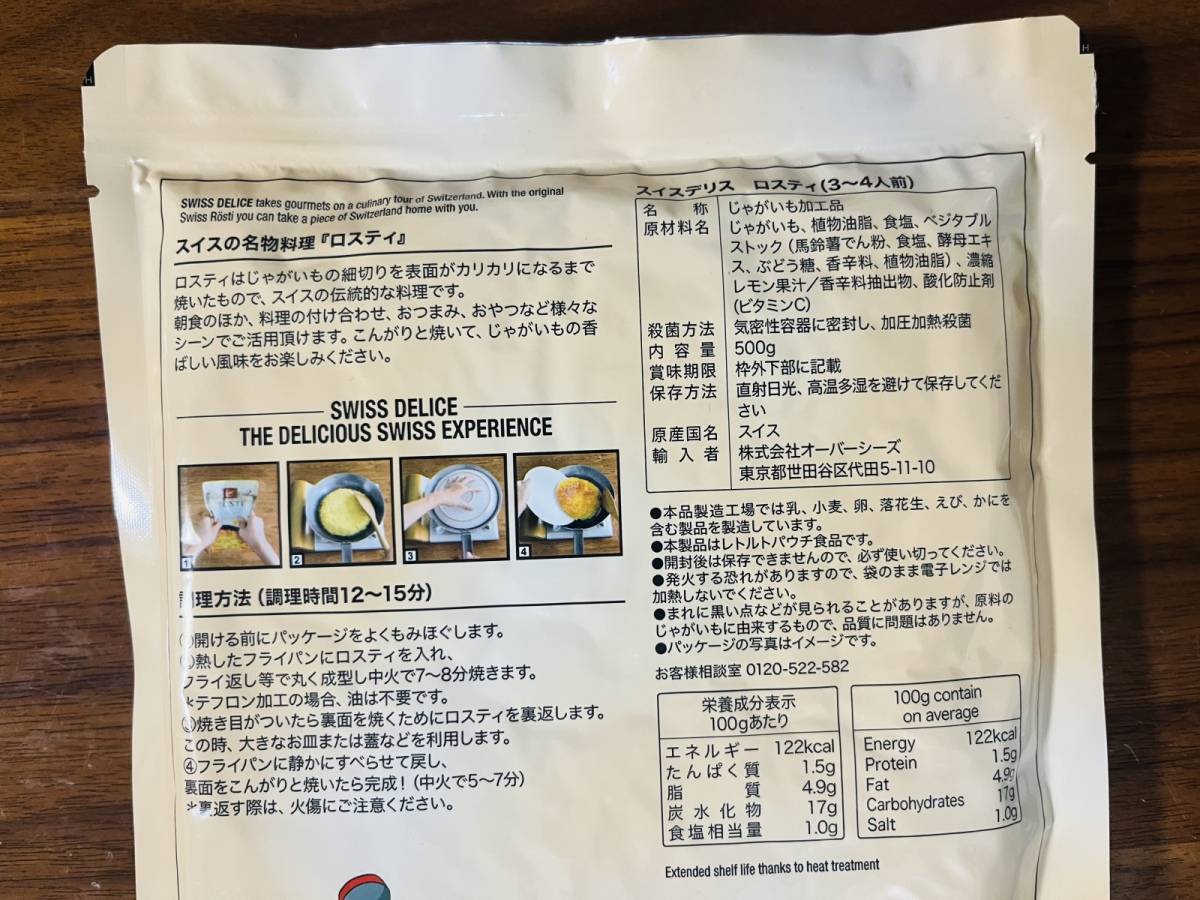 SWISS DELICE takes gourmets on a culinary tour of Switzerland. With the original
Swiss Rösti you can take a piece of Switzerland home with you.
スイスの名物料理『ロスティ』
ロスティはじゃがいもの細切りを表面がカリカリになるまで
焼いたもので、スイスの伝統的な料理です。
朝食のほか、料理の付け合わせ、おつまみ、おやつなど様々な
シーンでご活用頂けます。こんがりと焼いて、じゃがいもの香
ばしい風味をお楽しみください。
SWISS DELICE
THE DELICIOUS SWISS EXPERIENCE
1
2
3
4
理方法(調理時間12〜15分)
開ける前にパッケージをよくもみほぐします。
熱したフライパンにロスティを入れ、
フライ返し等で丸く成型し中火で7〜8分焼きます。
*テフロン加工の場合、油は不要です。
③焼き目がついたら裏面を焼くためにロスティを裏返します。
この時、大きなお皿または蓋などを利用します。
④フライパンに静かにすべらせて戻し、
裏面をこんがりと焼いたら完成!(中火で5〜7分)
*裏返す際は、火傷にご注意ください。
スイスデリス ロスティ(3〜4人前)
名称 じゃがいも加工品
原材料名 じゃがいも、植物油脂、食塩、ベジタブル
ストック(馬鈴薯でん粉、食塩、酵母エキ
ス、ぶどう糖、香辛料、植物油脂)、濃縮
レモン果汁/香辛料抽出物、酸化防止剤
(ビタミンC)
殺菌方法 気密性容器に密封し、加圧加熱殺菌
内容量 500g
賞味期限 枠外下部に記載
保存方法 直射日光、高温多湿を避けて保存してくだ
さい
原産国名 スイス
輸入者 株式会社オーバーシーズ
東京都世田谷区代田5-11-10
●本品製造工場では乳、小麦、卵、落花生、えび、かにを
含む製品を製造しています。
●本製品はレトルトパウチ食品です。
●開封後は保存できませんので、必ず使い切ってください。
●発火する恐れがありますので、袋のまま電子レンジでは
加熱しないでください。
●まれに黒い点などが見られることがありますが、原料の
じゃがいもに由来するもので、品質に問題はありません。
●パッケージの写真はイメージです。
お客様相談室 0120-522-582
栄養成分表示
100gあたり
エネルギー 122kcal
たんぱく質 1.5g
脂質 4.9g
炭水化物 17g
食塩相当量 1.0g
100g contain
on average
Energy 122kcal
Protein 1.5g
Fat 4.9g
Carbohydrates 17g
Salt 1.0g
Extended shelf life thanks to heat treatment